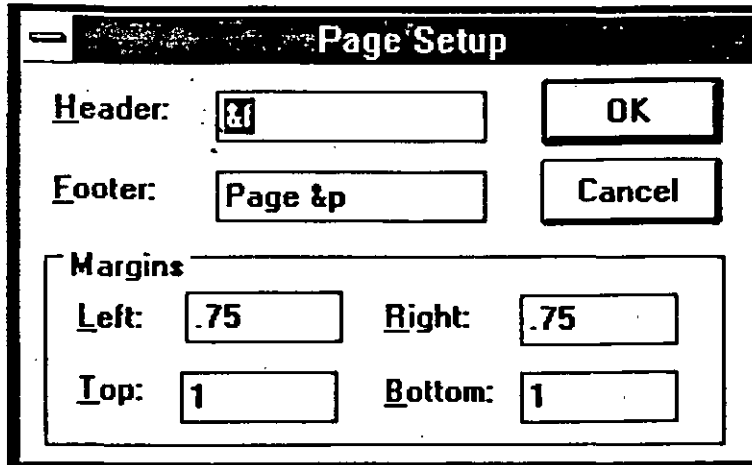 Page Setup
Header: &f OK
Footer: Page &p Cancel
Margins
Left: .75 Right: .75
Top: 1 Bottom: 1